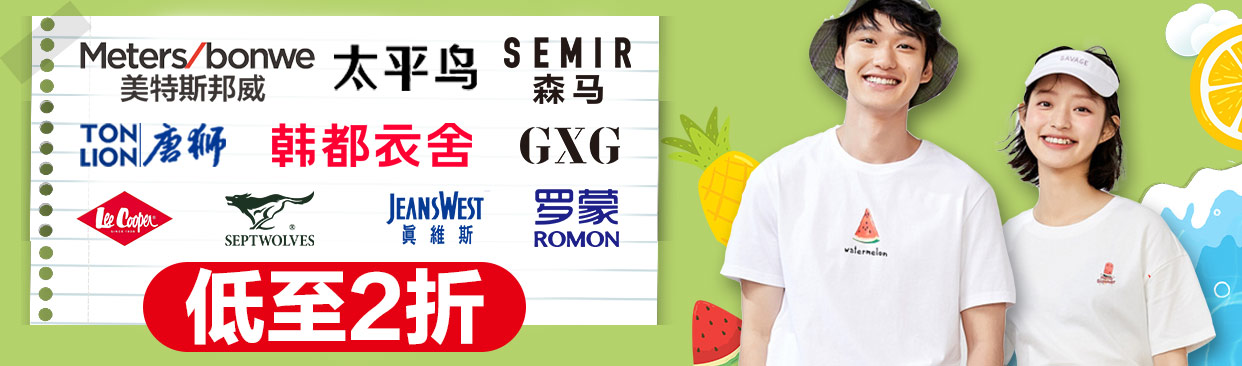 Meters/bonwe
美特斯邦威
太平鸟
SEMIR
森马
TON
LION
唐狮
韩都衣舍
GXG
Lee Cooper
SINCE 1908
SEPTWOLVES
®
JEANSWEST
真維斯
罗蒙
ROMON
低至2折
SAVAGE
watermelon